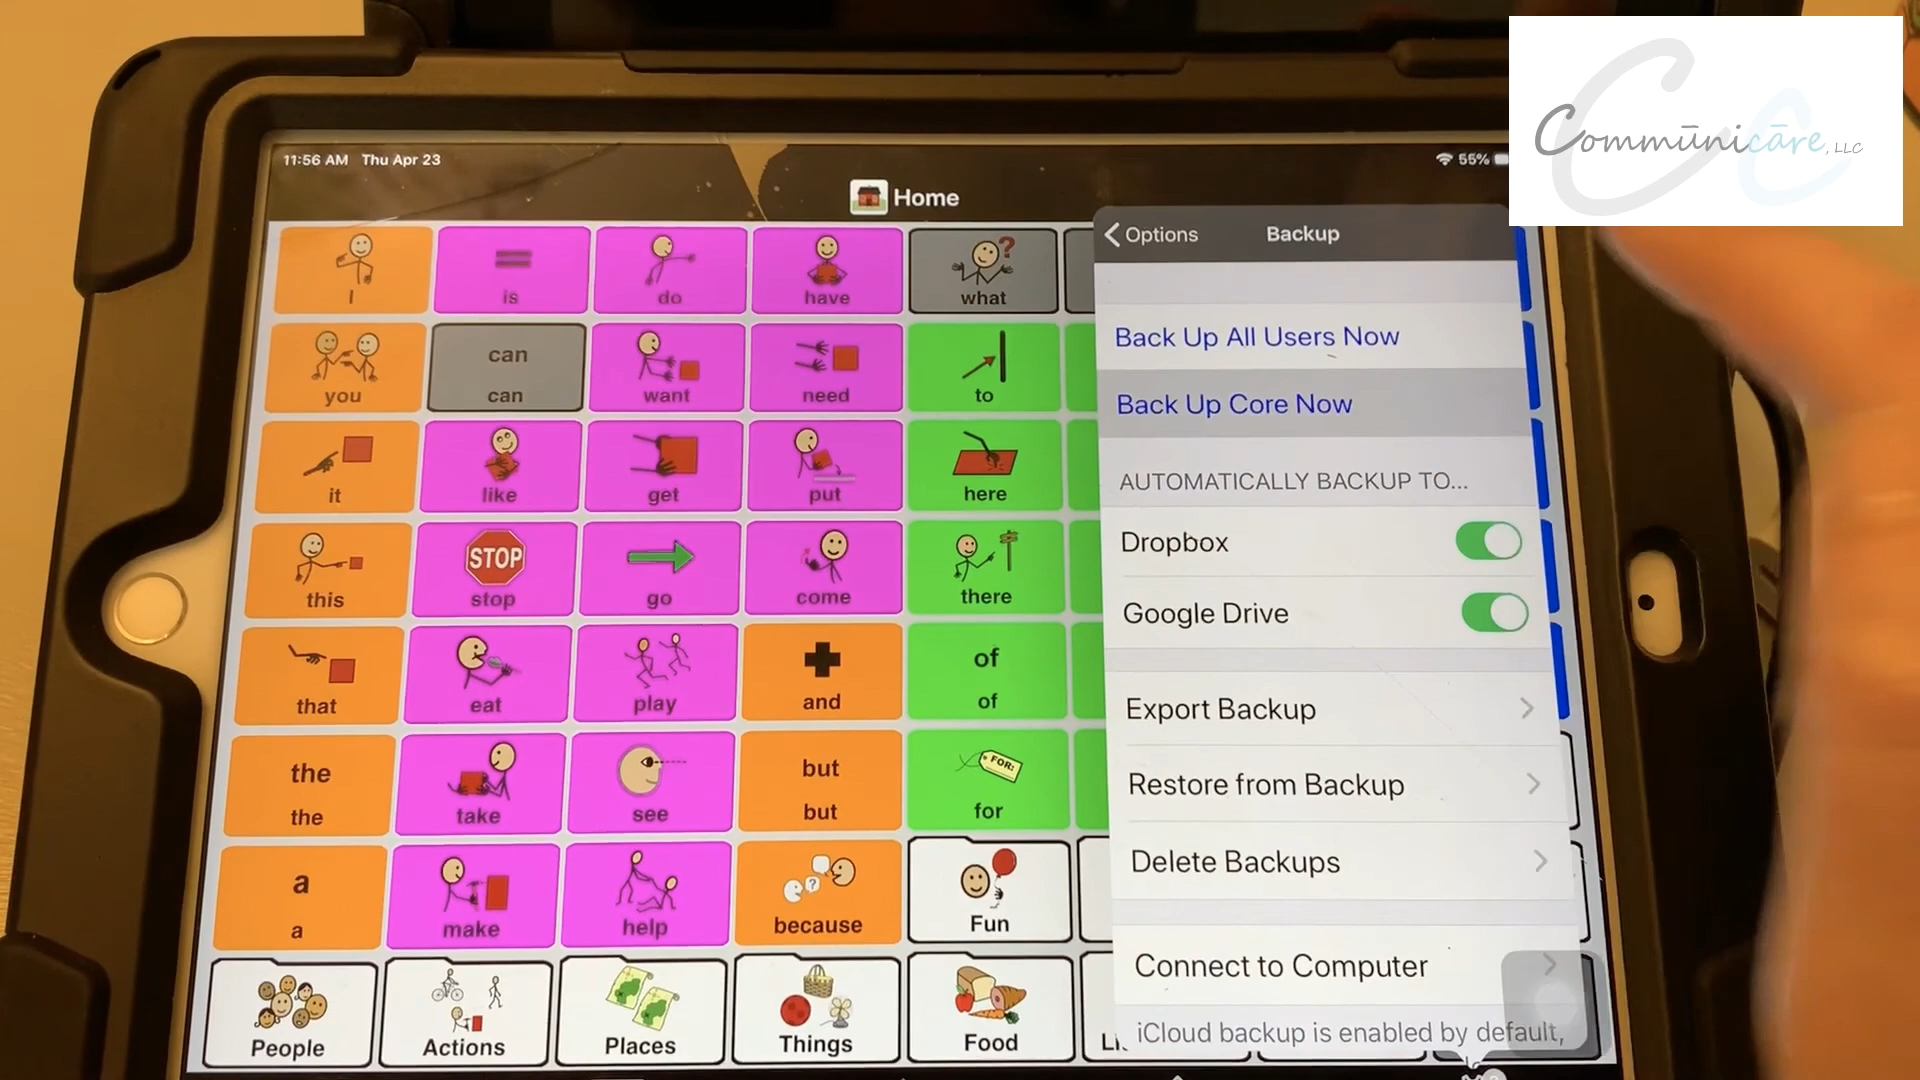 Commūnicāre, LLC
11:56 AM Thu Apr 23
55%
Home
Options
Backup
I
is
do
have
what
you
can
can
want
need
to
it
like
get
put
here
this
STOP
stop
go
come
there
that
eat
play
and
of
of
the
the
take
see
but
but
FOR:
for
a
a
make
help
because
Fun
People
Actions
Places
Things
Food
Back Up All Users Now
Back Up Core Now
AUTOMATICALLY BACKUP TO...
Dropbox
Google Drive
Export Backup
Restore from Backup
Delete Backups
Connect to Computer
iCloud backup is enabled by default,